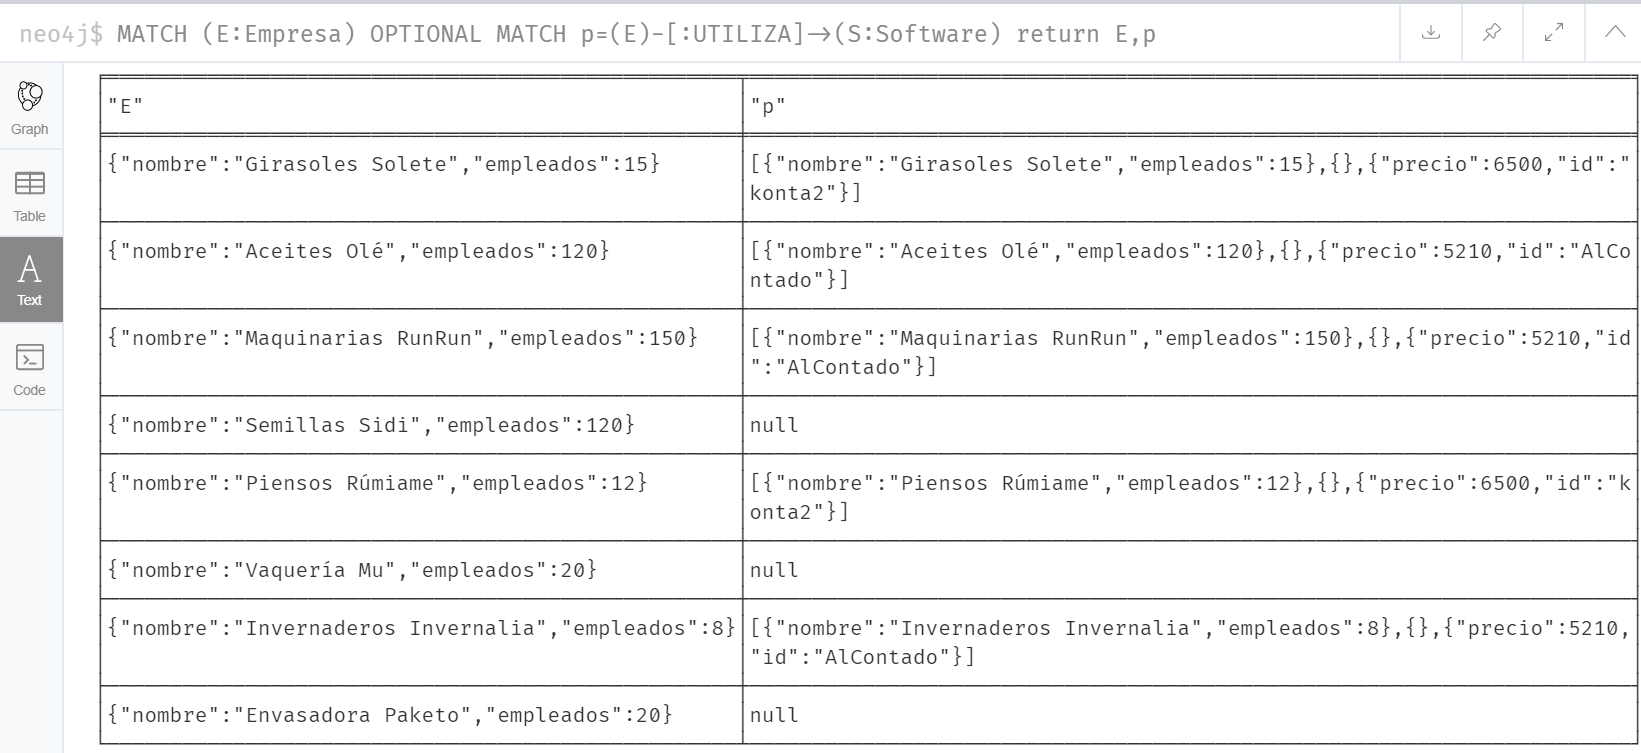 neo4j$ MATCH (E:Empresa) OPTIONAL MATCH p=(E)-[:UTILIZA]→(S:Software) return E,p
Graph
Table
Text
Code
"E" "p"
{"nombre":"Girasoles Solete","empleados":15} [{"nombre":"Girasoles Solete","empleados":15},{},{"precio":6500,"id":"
konta2"}]
{"nombre":"Aceites Olé","empleados":120} [{"nombre":"Aceites Olé","empleados":120},{},{"precio":5210,"id":"AlCo
ntado"}]
{"nombre":"Maquinarias RunRun","empleados":150} [{"nombre":"Maquinarias RunRun","empleados":150},{},{"precio":5210,"id
":"AlContado"}]
{"nombre":"Semillas Sidi","empleados":120} null
{"nombre":"Piensos Rúmiame","empleados":12} [{"nombre":"Piensos Rúmiame","empleados":12},{},{"precio":6500,"id":"k
onta2"}]
{"nombre":"Vaquería Mu","empleados":20} null
{"nombre":"Invernaderos Invernalia","empleados":8} [{"nombre":"Invernaderos Invernalia","empleados":8},{},{"precio":5210,
"id":"AlContado"}]
{"nombre":"Envasadora Paketo","empleados":20} null